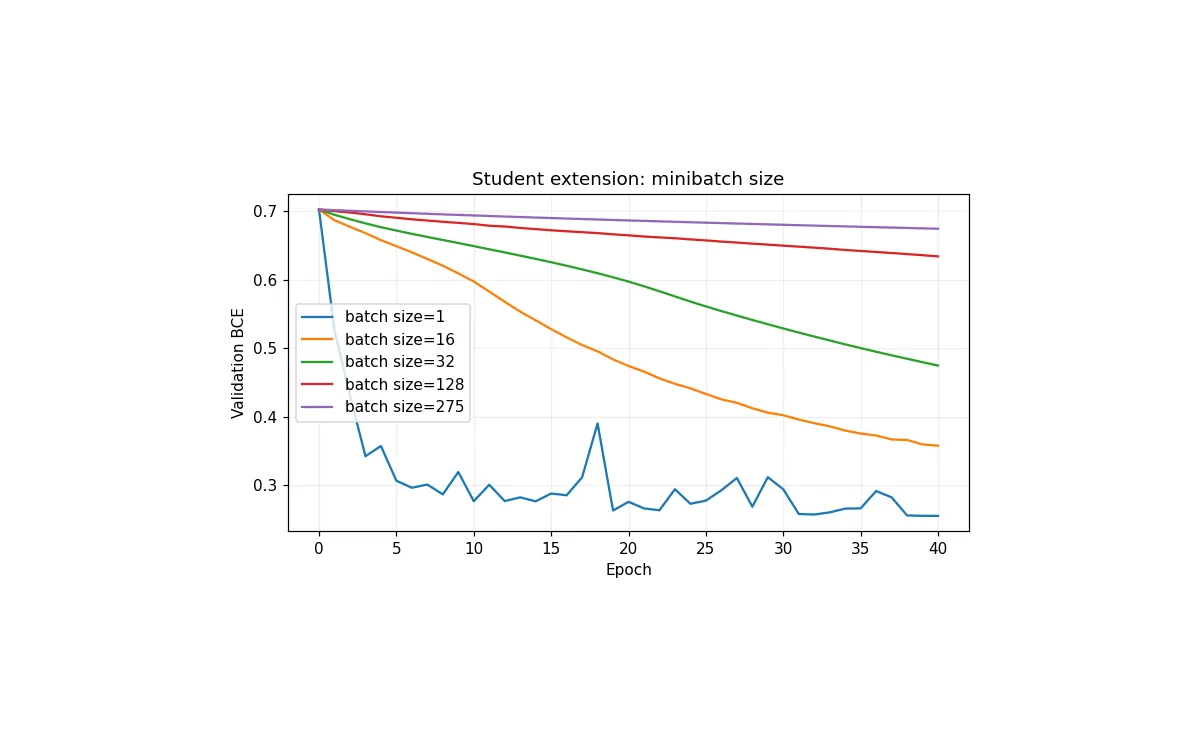 Student extension: minibatch size
0.7
0.6
0.5
0.4
0.3
Validation BCE
batch size=1
batch size=16
batch size=32
batch size=128
batch size=275
0 5 10 15 20 25 30 35 40
Epoch